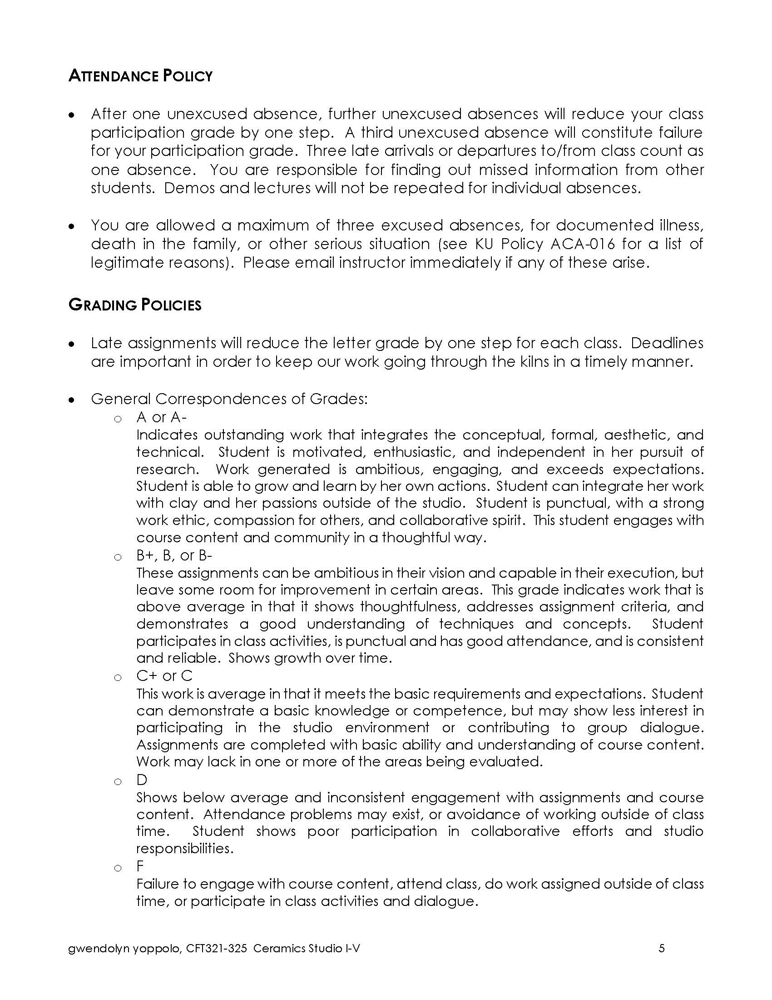 ATTENDANCE POLICY
• After one unexcused absence, further unexcused absences will reduce your class
participation grade by one step.  A third unexcused absence will constitute failure
for your participation grade.  Three late arrivals or departures to/from class count as
one absence.  You are responsible for finding out missed information from other
students.  Demos and lectures will not be repeated for individual absences.
• You are allowed a maximum of three excused absences, for documented illness,
death in the family, or other serious situation (see KU Policy ACA-016 for a list of
legitimate reasons).  Please email instructor immediately if any of these arise.
GRADING POLICIES
• Late assignments will reduce the letter grade by one step for each class.  Deadlines
are important in order to keep our work going through the kilns in a timely manner.
• General Correspondences of Grades:
o A or A-
Indicates outstanding work that integrates the conceptual, formal, aesthetic, and
technical.  Student is motivated, enthusiastic, and independent in her pursuit of
research.  Work generated is ambitious, engaging, and exceeds expectations.
Student is able to grow and learn by her own actions.  Student can integrate her work
with clay and her passions outside of the studio.  Student is punctual, with a strong
work ethic, compassion for others, and collaborative spirit.  This student engages with
course content and community in a thoughtful way.
o B+, B, or B-
These assignments can be ambitious in their vision and capable in their execution, but
leave some room for improvement in certain areas.  This grade indicates work that is
above average in that it shows thoughtfulness, addresses assignment criteria, and
demonstrates a good understanding of techniques and concepts.  Student
participates in class activities, is punctual and has good attendance, and is consistent
and reliable.  Shows growth over time.
o C+ or C
This work is average in that it meets the basic requirements and expectations.  Student
can demonstrate a basic knowledge or competence, but may show less interest in
participating in the studio environment or contributing to group dialogue.
Assignments are completed with basic ability and understanding of course content.
Work may lack in one or more of the areas being evaluated.
o D
Shows below average and inconsistent engagement with assignments and course
content.  Attendance problems may exist, or avoidance of working outside of class
time.  Student shows poor participation in collaborative efforts and studio
responsibilities.
o F
Failure to engage with course content, attend class, do work assigned outside of class
time, or participate in class activities and dialogue.
gwendolyn yoppolo, CFT321-325  Ceramics Studio I-V 5